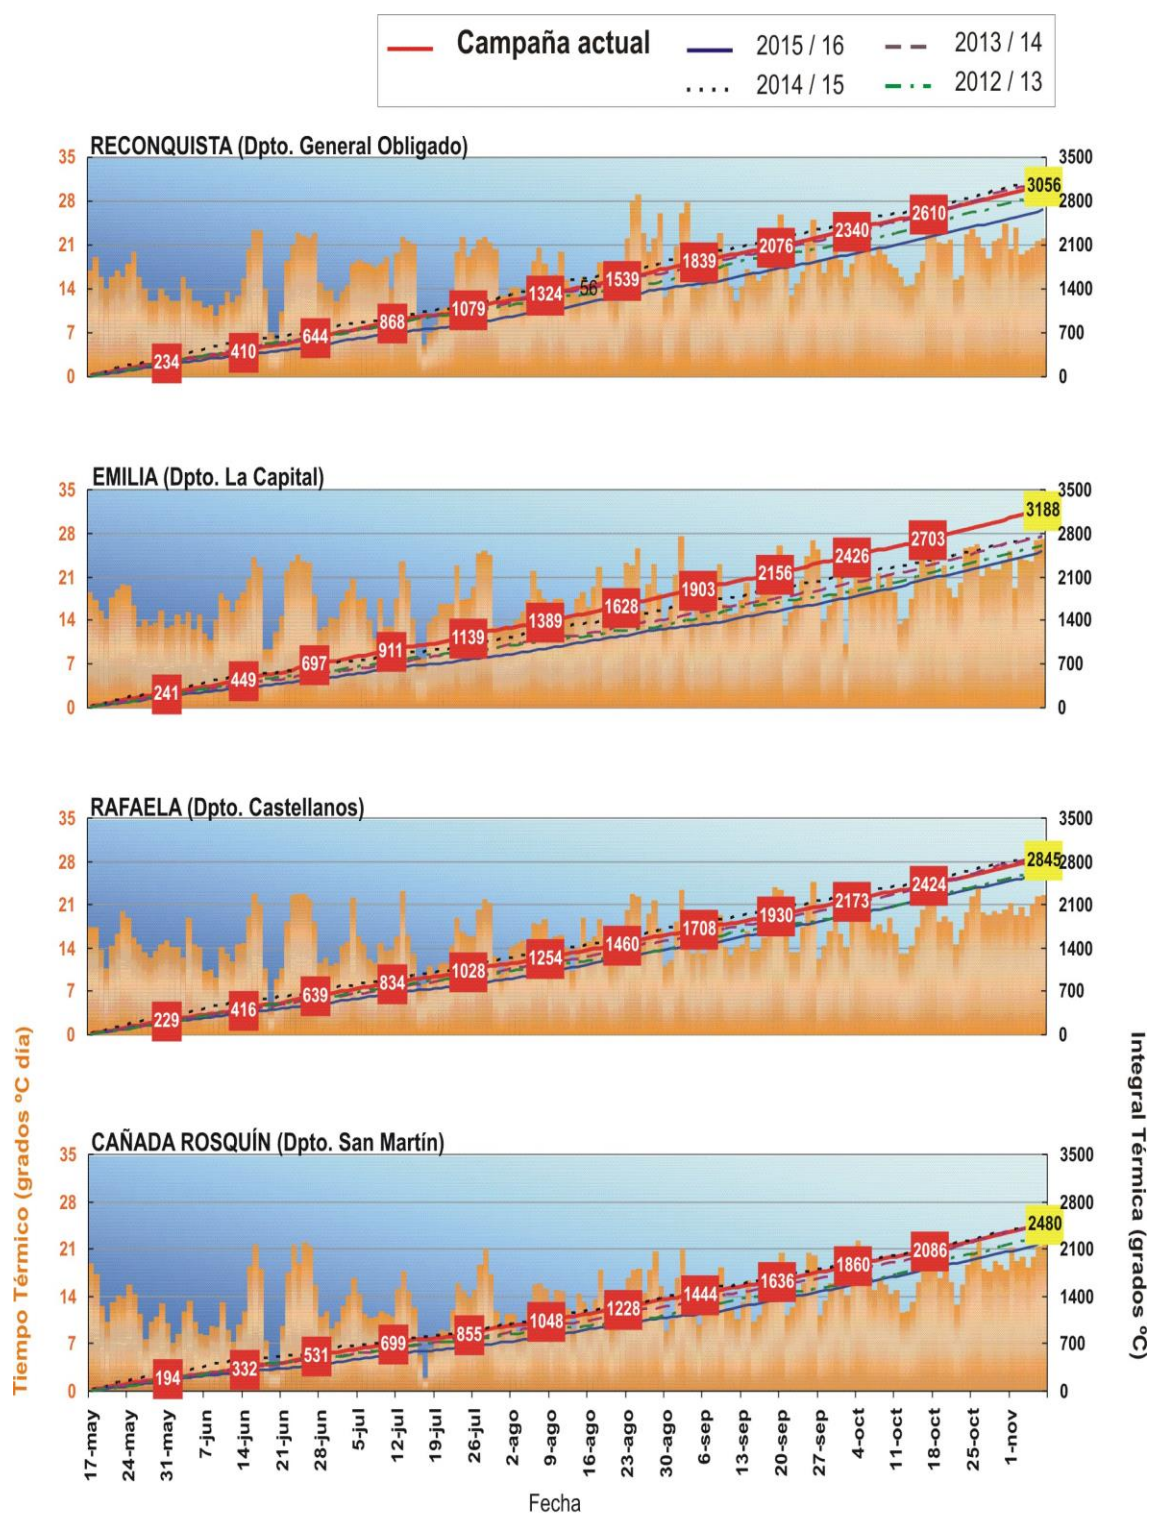 Campaña actual
2015 / 16
2013 / 14
2014 / 15
2012 / 13
RECONQUISTA (Dpto. General Obligado)
35
28
21
14
7
0
3500
2800
2100
1400
700
0
234
410
644
868
1079
1324
56
1539
1839
2076
2340
2610
3056
EMILIA (Dpto. La Capital)
35
28
21
14
7
0
3500
2800
2100
1400
700
0
241
449
697
911
1139
1389
1628
1903
2156
2426
2703
3188
RAFAELA (Dpto. Castellanos)
35
28
21
14
7
0
3500
2800
2100
1400
700
0
229
416
639
834
1028
1254
1460
1708
1930
2173
2424
2845
CAÑADA ROSQUÍN (Dpto. San Martín)
35
28
21
14
7
0
3500
2800
2100
1400
700
0
194
332
531
699
855
1048
1228
1444
1636
1860
2086
2480
Tiempo Térmico (grados ºC día)
Integral Térmica (grados ºC)
17-may
24-may
31-may
7-jun
14-jun
21-jun
28-jun
5-jul
12-jul
19-jul
26-jul
2-ago
9-ago
16-ago
23-ago
30-ago
6-sep
13-sep
20-sep
27-sep
4-oct
11-oct
18-oct
25-oct
1-nov
Fecha